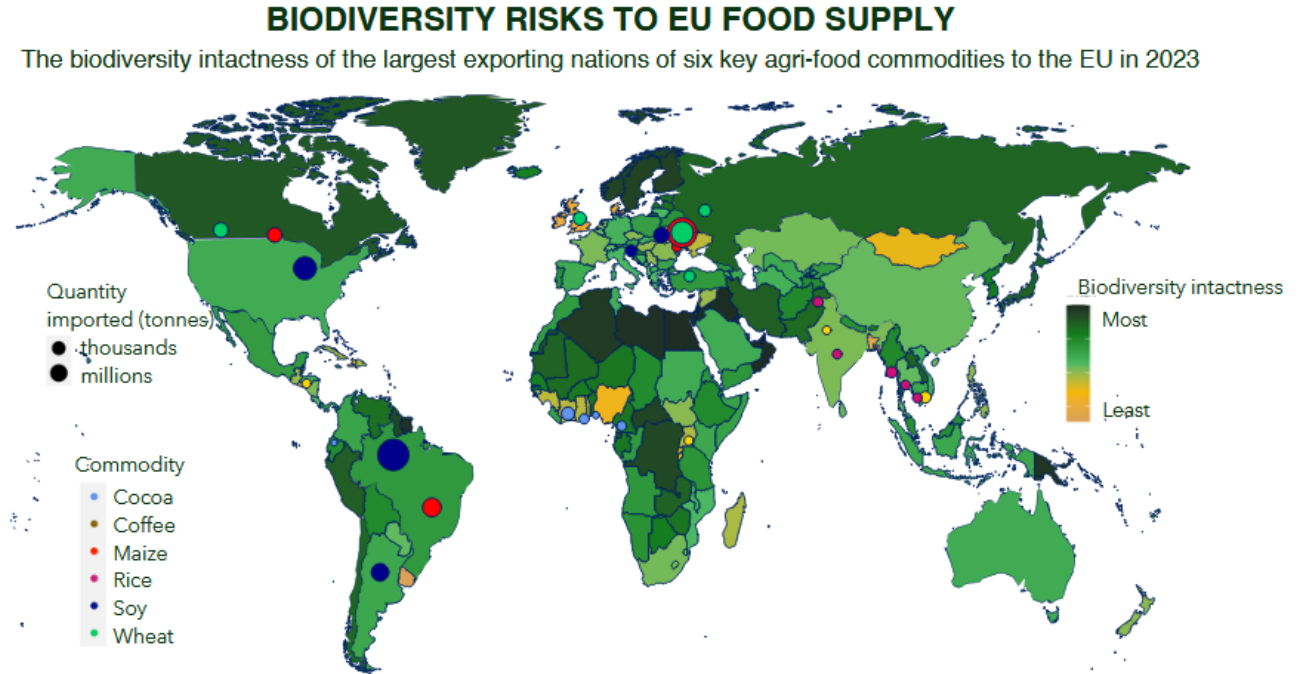 BIODIVERSITY RISKS TO EU FOOD SUPPLY
The biodiversity intactness of the largest exporting nations of six key agri-food commodities to the EU in 2023
Quantity
imported (tonnes)
thousands
millions
Commodity
Cocoa
Coffee
Maize
Rice
Soy
Wheat
Biodiversity intactness
Most
Least